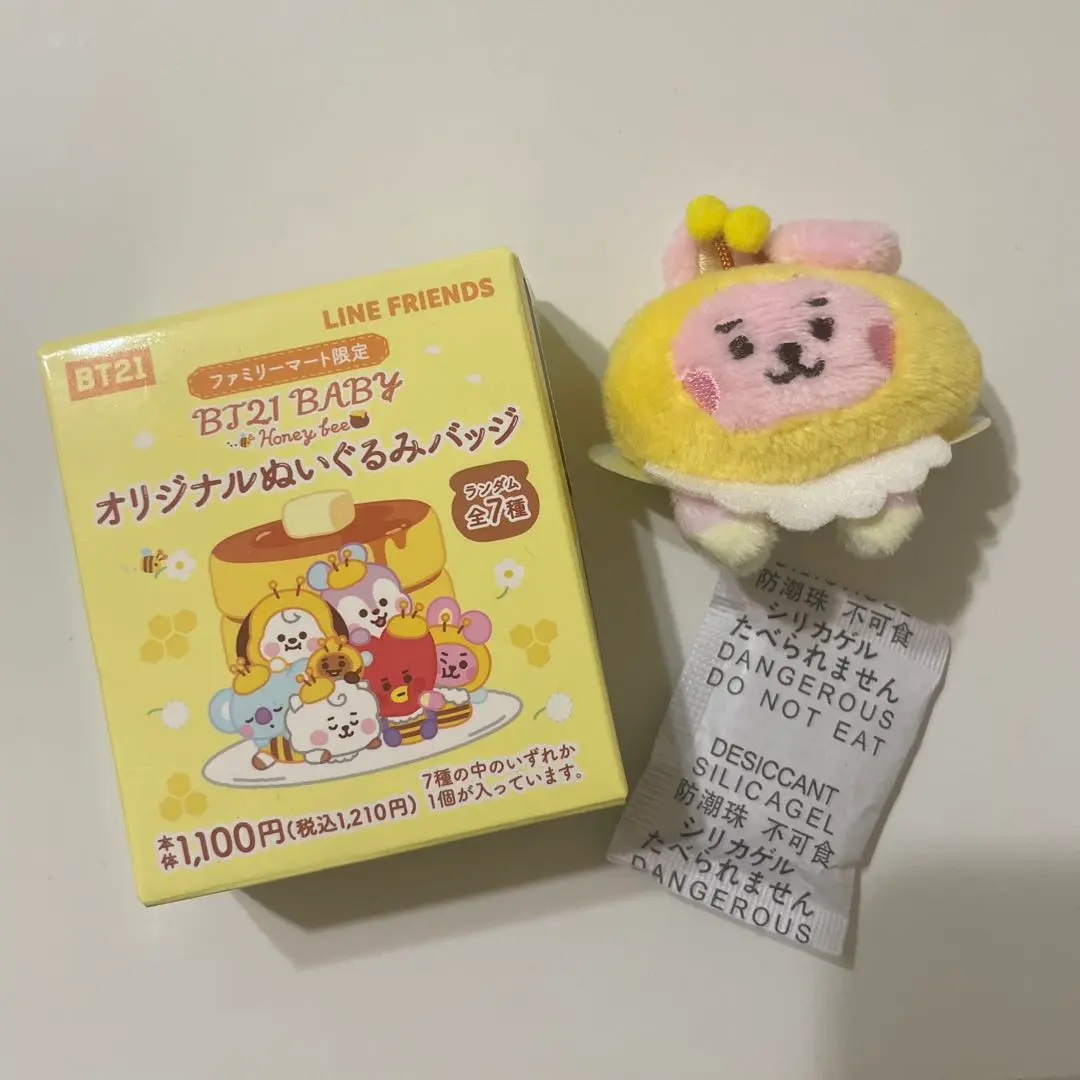 LINE FRIENDS
BT21
ファミリーマート限定
BT21 BABY
Honey bee
オリジナルぬいぐるみバッジ
ランダム
全7種
7種の中のいずれか
1個が入っています。
本体1,100円(税込1,210円)
防潮珠 不可食
シリカゲル
たべられません
DANGEROUS
DO NOT EAT
DESICCANT
SILICAGEL
防潮珠 不可食
シリカゲル
たべられません
DANGEROUS